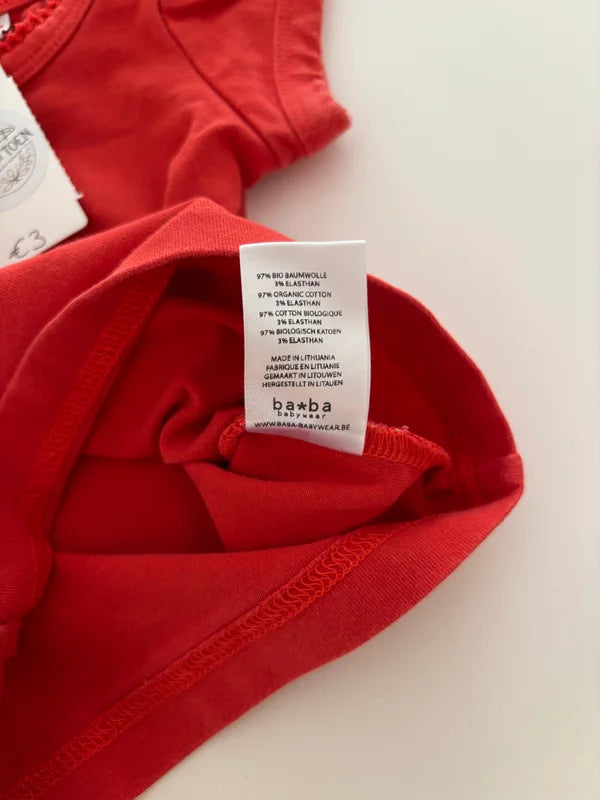 TOEN
€3
97% BIO BAUMWOLLE
3% ELASTHAN
97% ORGANIC COTTON
3% ELASTHAN
97% COTTON BIOLOGIQUE
3% ELASTHAN
97% BIOLOGISCH KATOEN
3% ELASTHAN
MADE IN LITHUANIA
FABRIQUE EN LITUANIE
GEMAAKT IN LITOUWEN
HERGESTELLT IN LITAUEN
ba*ba
babywear
WWW.BABA-BABYWEAR.BE